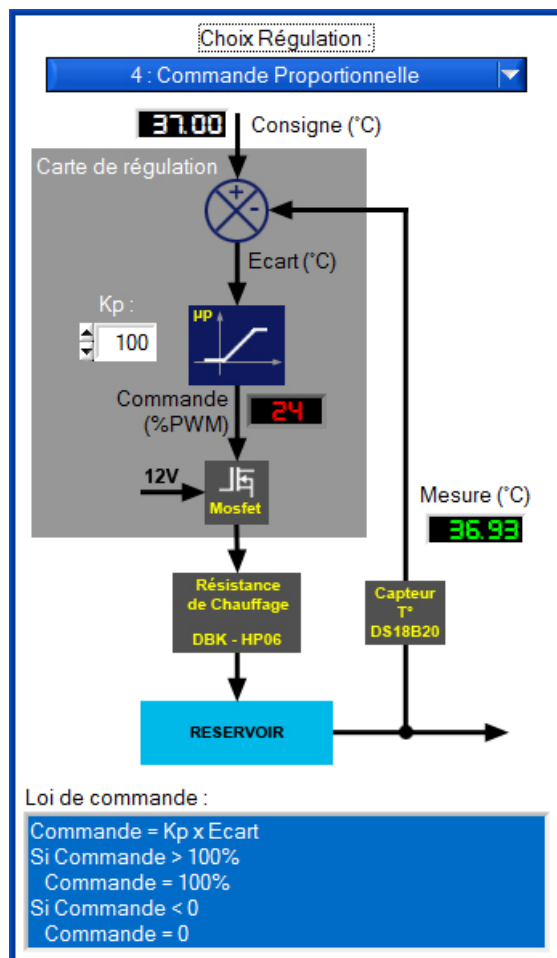 Choix Régulation :
4 : Commande Proportionnelle
37.00 Consigne (°C)
Carte de régulation
+
-
Ecart (°C)
Kp :
100
µp
Commande
(%PWM)
24
12V
Mosfet
Mesure (°C)
36.93
Résistance
de Chauffage
DBK - HP06
Capteur
T°
DS18B20
RESERVOIR
Loi de commande :
Commande = Kp x Ecart
Si Commande > 100%
Commande = 100%
Si Commande < 0
Commande = 0